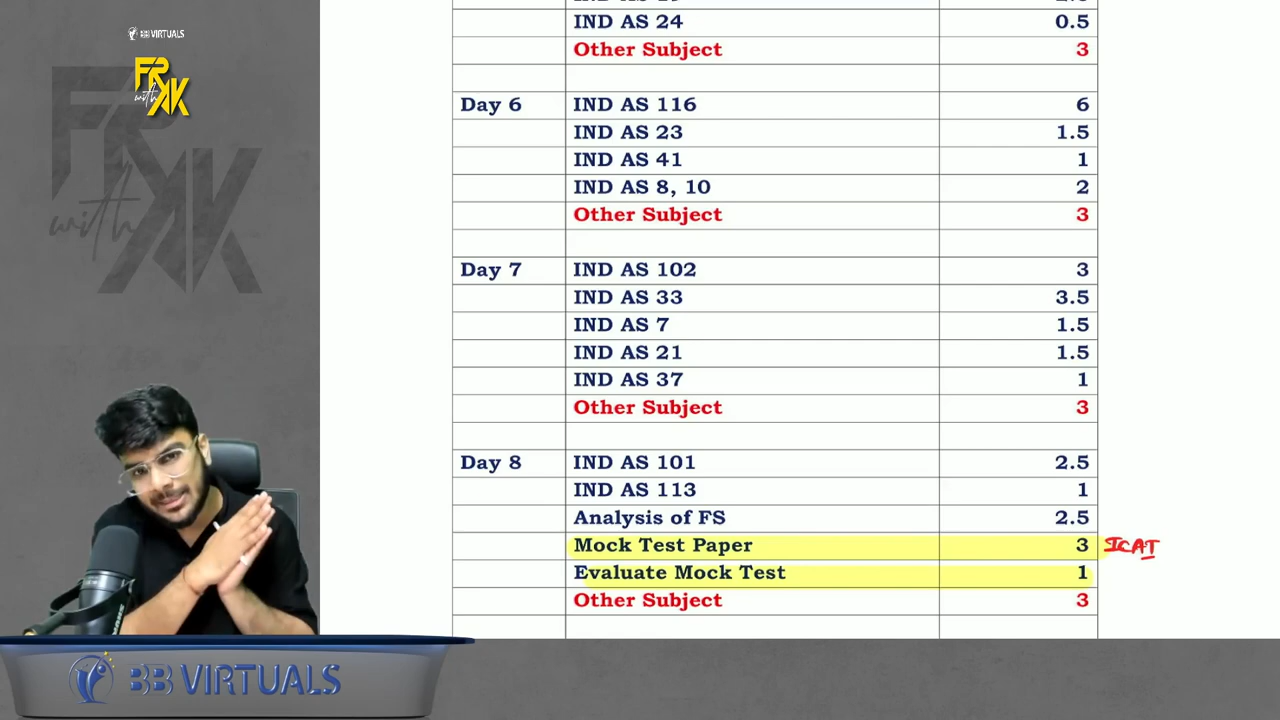 BB VIRTUALS
FR
with
AK
FR
with
AK
IND AS 24 0.5
Other Subject 3
Day 6 IND AS 116 6
IND AS 23 1.5
IND AS 41 1
IND AS 8, 10 2
Other Subject 3
Day 7 IND AS 102 3
IND AS 33 3.5
IND AS 7 1.5
IND AS 21 1.5
IND AS 37 1
Other Subject 3
Day 8 IND AS 101 2.5
IND AS 113 1
Analysis of FS 2.5
Mock Test Paper 3 ICAI
Evaluate Mock Test 1
Other Subject 3
BB VIRTUALS